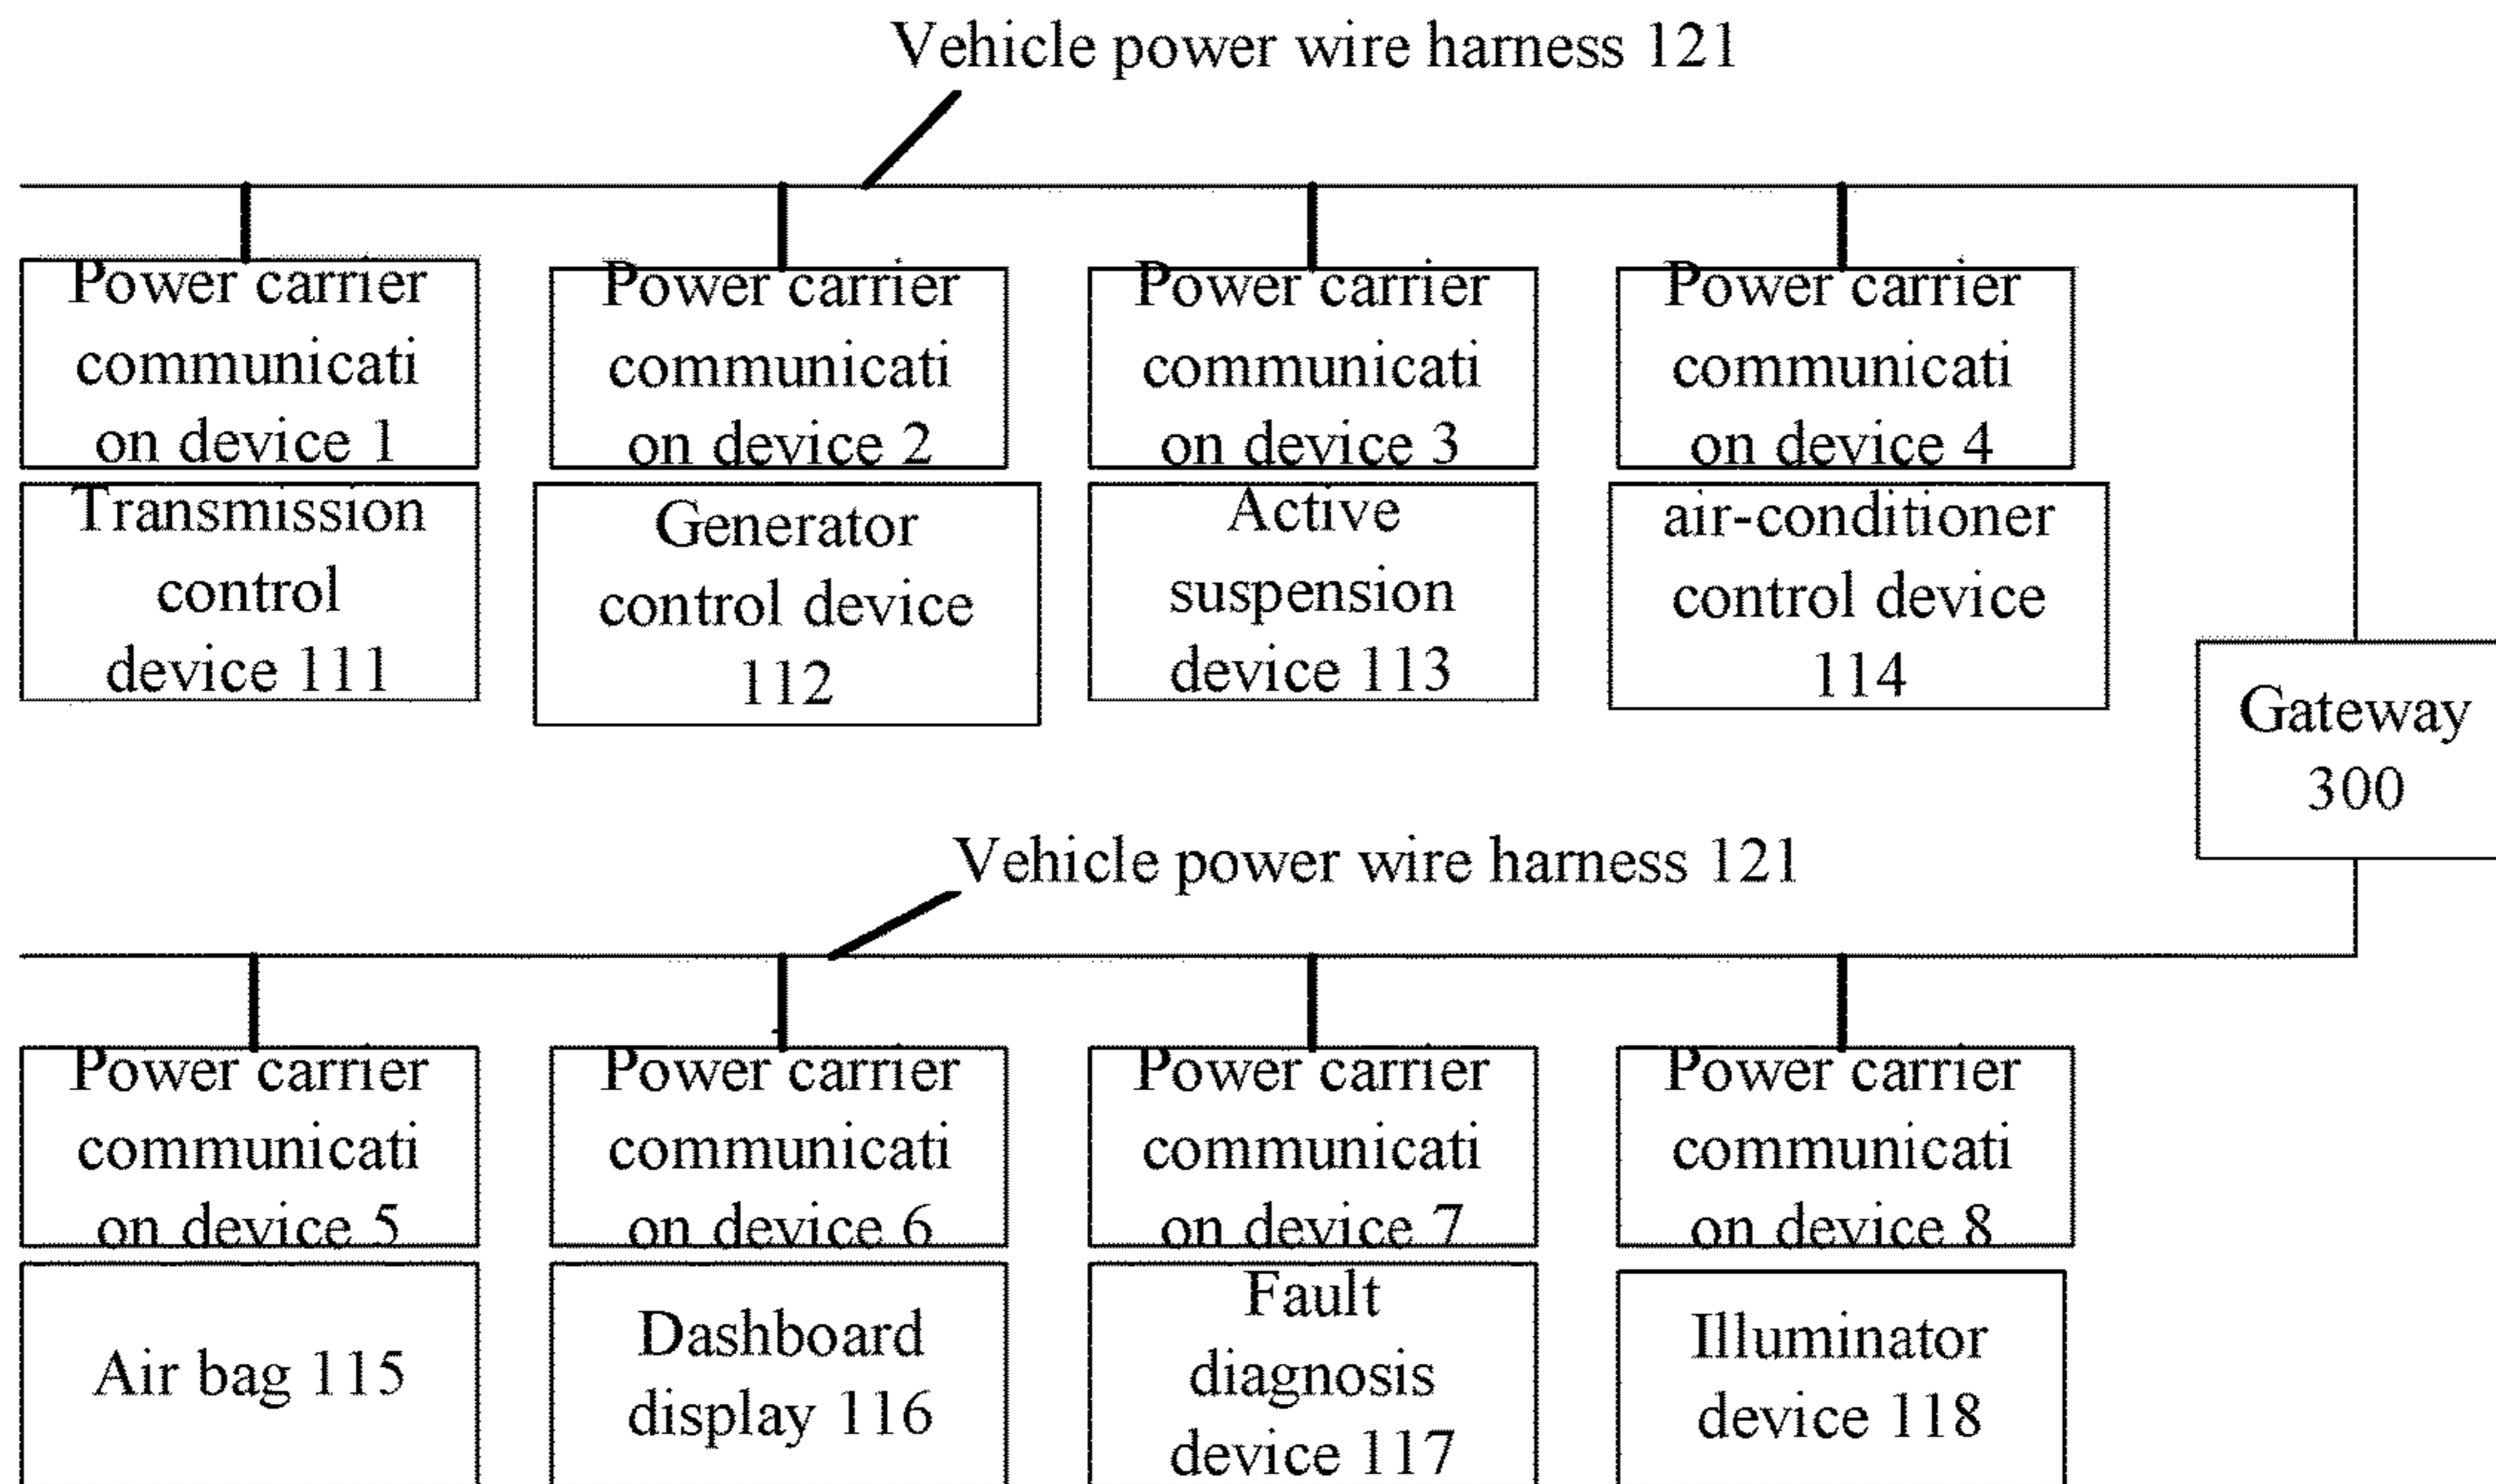 Vehicle power wire harness 121
Power carrier
communicati
on device 1
Power carrier
communicati
on device 2
Power carrier
communicati
on device 3
Power carrier
communicati
on device 4
Transmission
control
device 111
Generator
control device
112
Active
suspension
device 113
air-conditioner
control device
114
Gateway
300
Vehicle power wire harness 121
Power carrier
communicati
on device 5
Power carrier
communicati
on device 6
Power carrier
communicati
on device 7
Power carrier
communicati
on device 8
Air bag 115
Dashboard
display 116
Fault
diagnosis
device 117
Illuminator
device 118